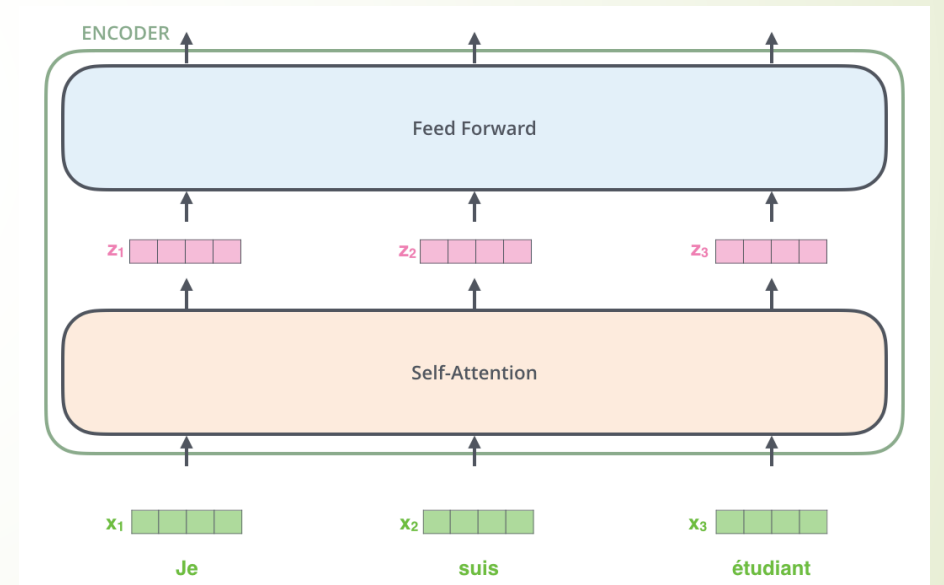 ENCODER
Feed Forward
z₁ z₂ z₃
Self-Attention
x₁ x₂ x₃
Je suis étudiant